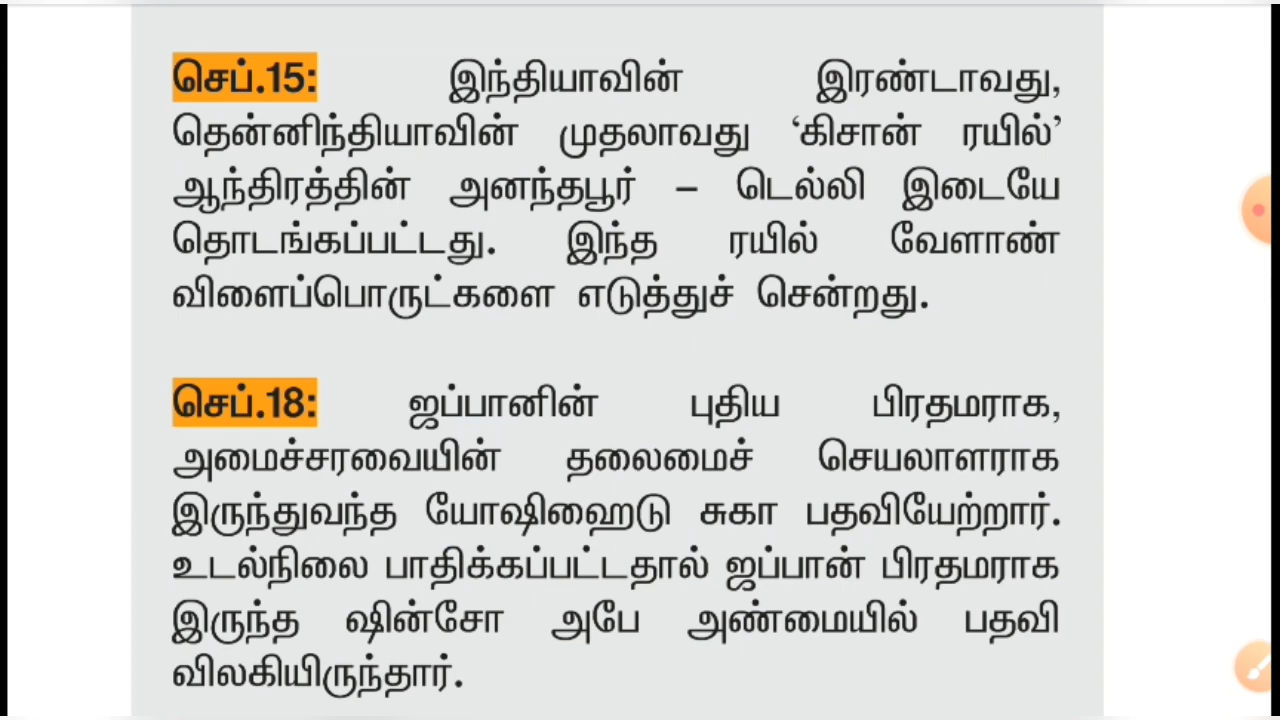 செப்.15: இந்தியாவின் இரண்டாவது,
தென்னிந்தியாவின் முதலாவது ‘கிசான் ரயில்’
ஆந்திரத்தின் அனந்தபூர் – டெல்லி இடையே
தொடங்கப்பட்டது. இந்த ரயில் வேளாண்
விளைப்பொருட்களை எடுத்துச் சென்றது.
செப்.18: ஜப்பானின் புதிய பிரதமராக,
அமைச்சரவையின் தலைமைச் செயலாளராக
இருந்துவந்த யோஷிஹைடு சுகா பதவியேற்றார்.
உடல்நிலை பாதிக்கப்பட்டதால் ஜப்பான் பிரதமராக
இருந்த ஷின்சோ அபே அண்மையில் பதவி
விலகியிருந்தார்.